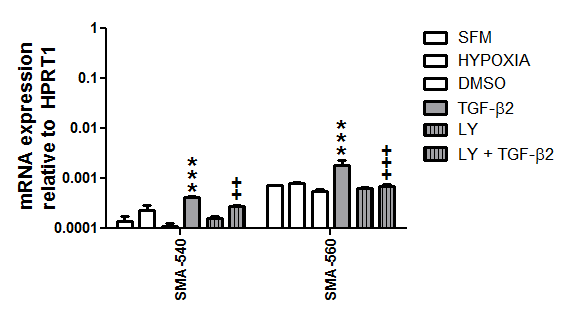 mRNA expression
relative to HPRT1
1
0.1
0.01
0.001
0.0001
***
‡
***
‡‡
SMA-540
SMA-560
SFM
HYPOXIA
DMSO
TGF-β2
LY
LY + TGF-β2